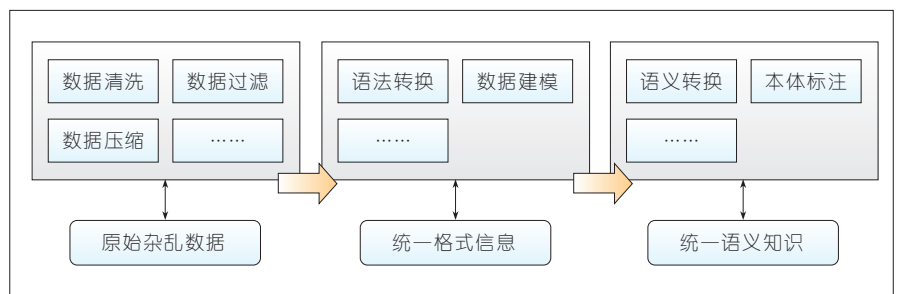 数据清洗
数据过滤
数据压缩
……
语法转换
数据建模
……
语义转换
本体标注
……
原始杂乱数据
统一格式信息
统一语义知识